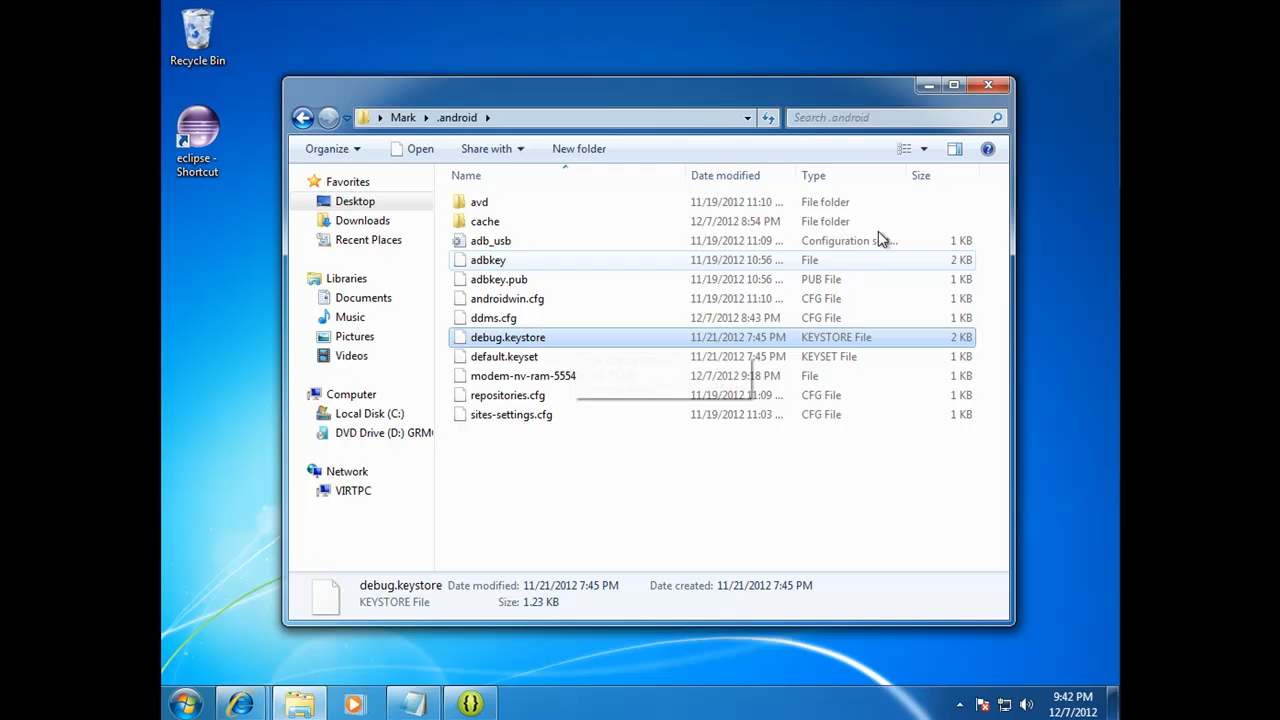 Recycle Bin
eclipse -
Shortcut
Mark
.android
Search .android
Organize
Open
Share with
New folder
Name
Date modified
Type
Size
Favorites
Desktop
Downloads
Recent Places
Libraries
Documents
Music
Pictures
Videos
Computer
Local Disk (C:)
DVD Drive (D:) GRM
Network
VIRTPC
avd 11/19/2012 11:10 ... File folder
cache 12/7/2012 8:54 PM File folder
adb_usb 11/19/2012 11:09 ... Configuration s... 1 KB
adbkey 11/19/2012 10:56 ... File 2 KB
adbkey.pub 11/19/2012 10:56 ... PUB File 1 KB
androidwin.cfg 11/19/2012 11:10 ... CFG File 1 KB
ddms.cfg 12/7/2012 8:43 PM CFG File 1 KB
debug.keystore 11/21/2012 7:45 PM KEYSTORE File 2 KB
default.keyset 11/21/2012 7:45 PM KEYSET File 1 KB
modem-nv-ram-5554 12/7/2012 9:18 PM File 1 KB
repositories.cfg 11/19/2012 11:09 ... CFG File 1 KB
sites-settings.cfg 11/19/2012 11:03 ... CFG File 1 KB
debug.keystore Date modified: 11/21/2012 7:45 PM Date created: 11/21/2012 7:45 PM
KEYSTORE File Size: 1.23 KB
9:42 PM
12/7/2012